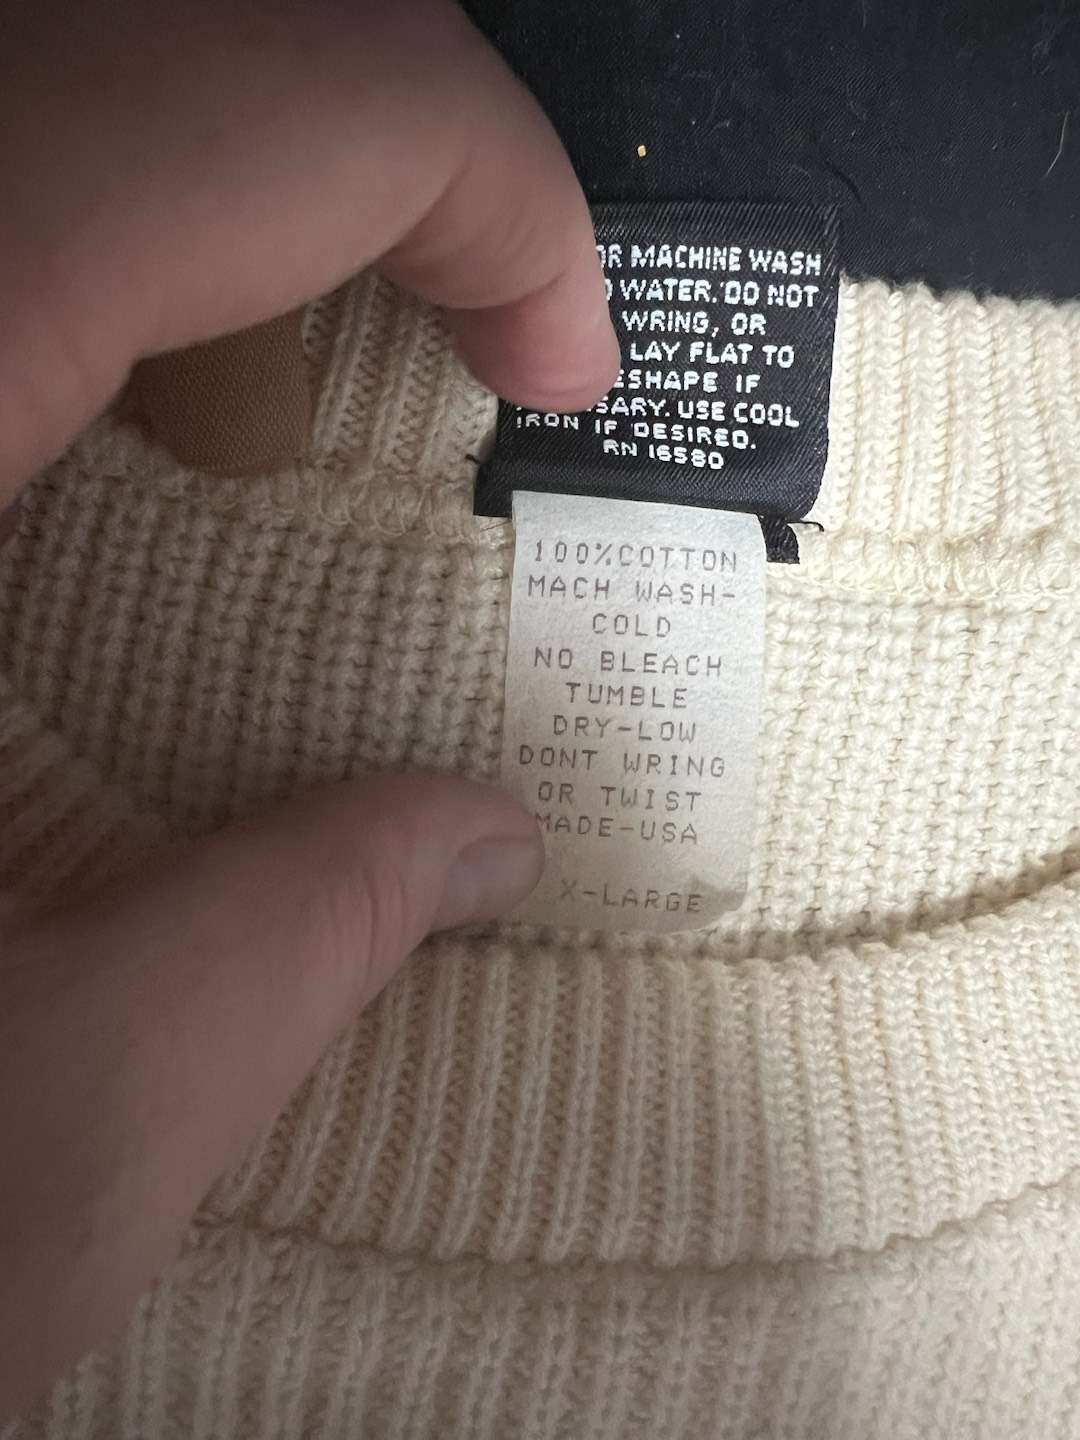 OR MACHINE WASH
WATER. DO NOT
WRING, OR
LAY FLAT TO
ESHAPE IF
SARY. USE COOL
IRON IF DESIRED.
RN 16580
100%COTTON
MACH WASH-
COLD
NO BLEACH
TUMBLE
DRY-LOW
DONT WRING
OR TWIST
MADE-USA
X-LARGE